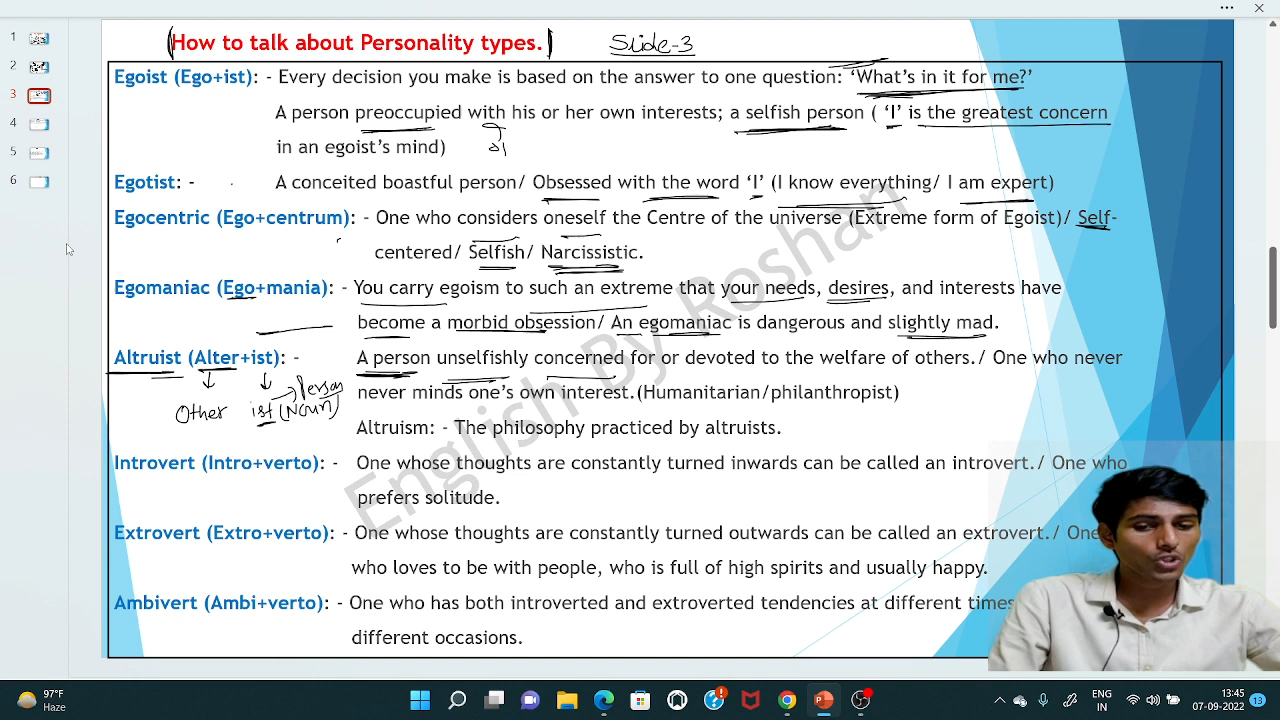 How to talk about Personality types.
Slide-3
1
2
3
4
5
6
Egoist (Ego+ist): - Every decision you make is based on the answer to one question: ‘What’s in it for me?’
A person preoccupied with his or her own interests; a selfish person ( ‘I’ is the greatest concern
in an egoist’s mind)
Egotist: - A conceited boastful person/ Obsessed with the word ‘I’ (I know everything/ I am expert)
Egocentric (Ego+centrum): - One who considers oneself the Centre of the universe (Extreme form of Egoist)/ Self-
centered/ Selfish/ Narcissistic.
Egomaniac (Ego+mania): - You carry egoism to such an extreme that your needs, desires, and interests have
become a morbid obsession/ An egomaniac is dangerous and slightly mad.
Altruist (Alter+ist): - A person unselfishly concerned for or devoted to the welfare of others./ One who never
never minds one’s own interest.(Humanitarian/philanthropist)
Other ist (Noun) Person
Altruism: - The philosophy practiced by altruists.
Introvert (Intro+verto): - One whose thoughts are constantly turned inwards can be called an introvert./ One who
prefers solitude.
Extrovert (Extro+verto): - One whose thoughts are constantly turned outwards can be called an extrovert./ One
who loves to be with people, who is full of high spirits and usually happy.
Ambivert (Ambi+verto): - One who has both introverted and extroverted tendencies at different times
different occasions.
English By Roshan
97°F
Haze
ENG
IN
13:45
07-09-2022
13